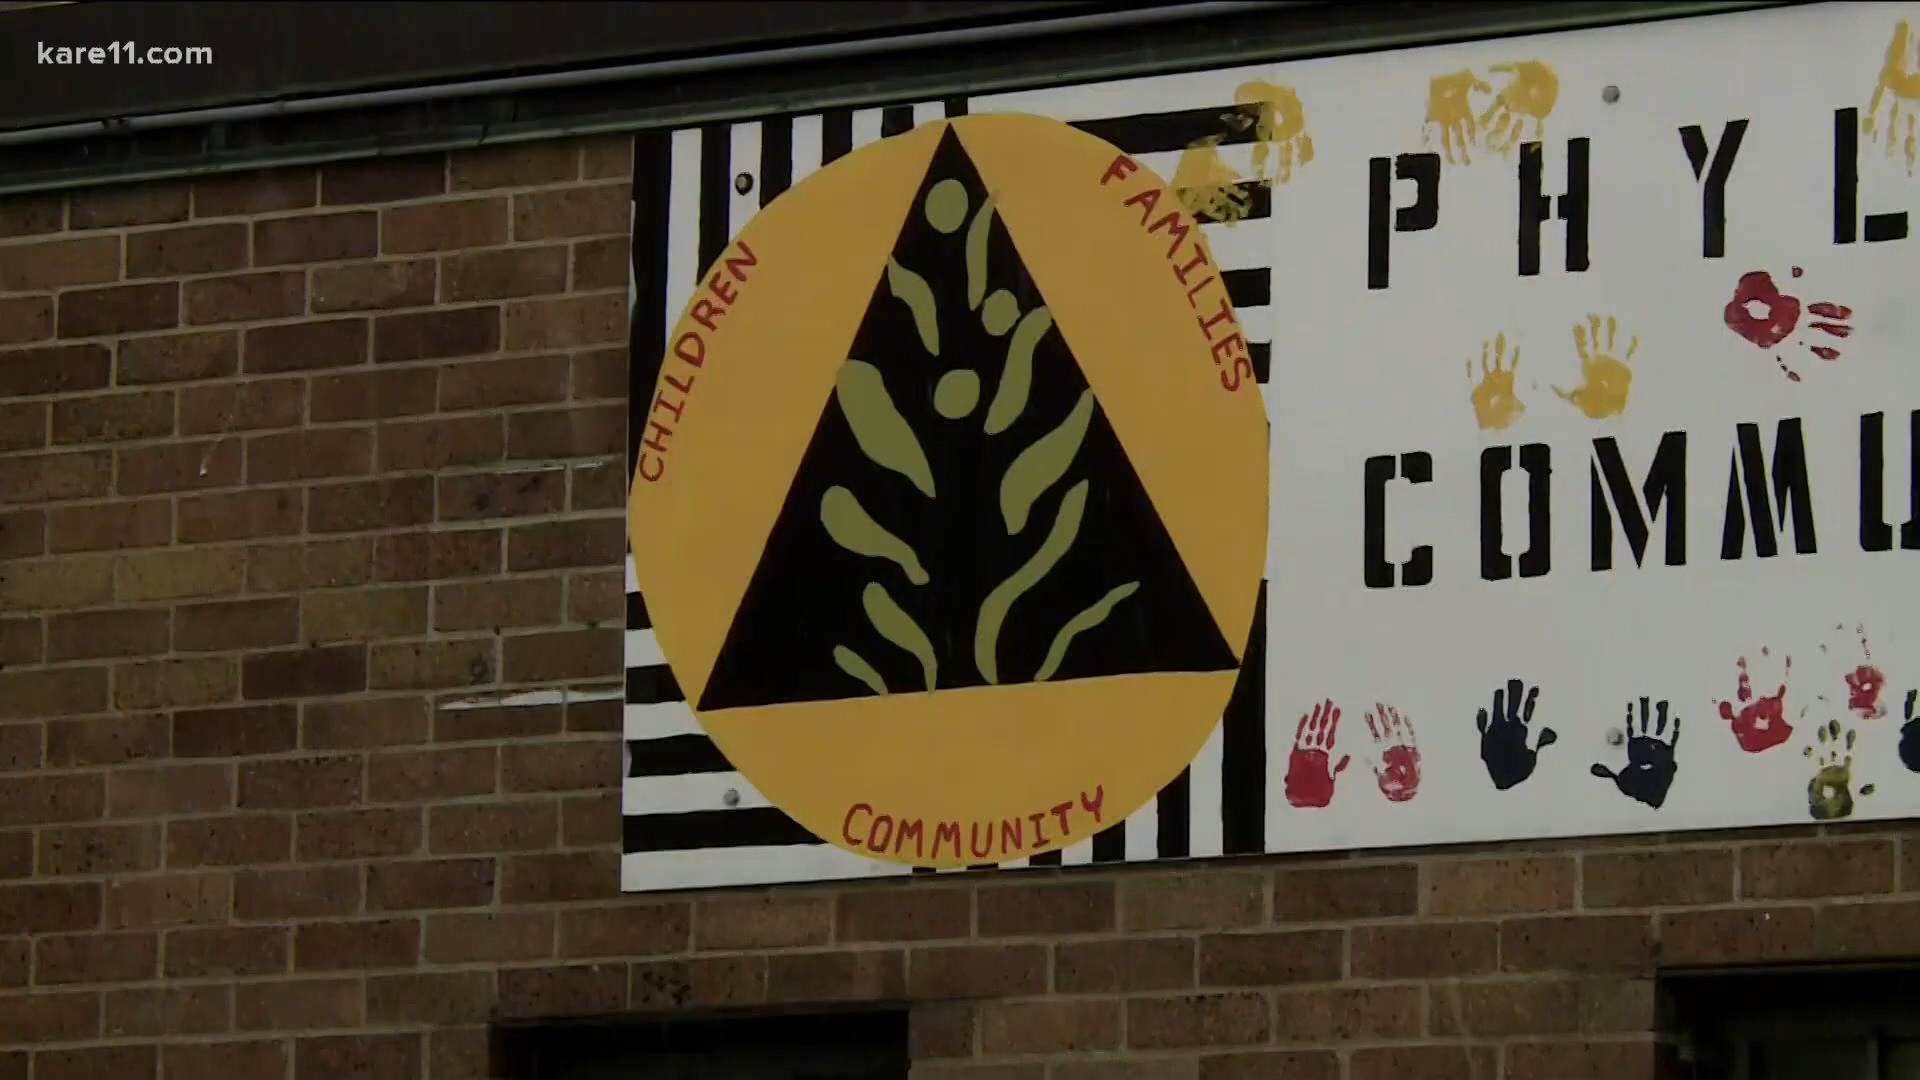 kare11.com
CHILDREN
FAMILIES
COMMUNITY
PHYL
COMMU